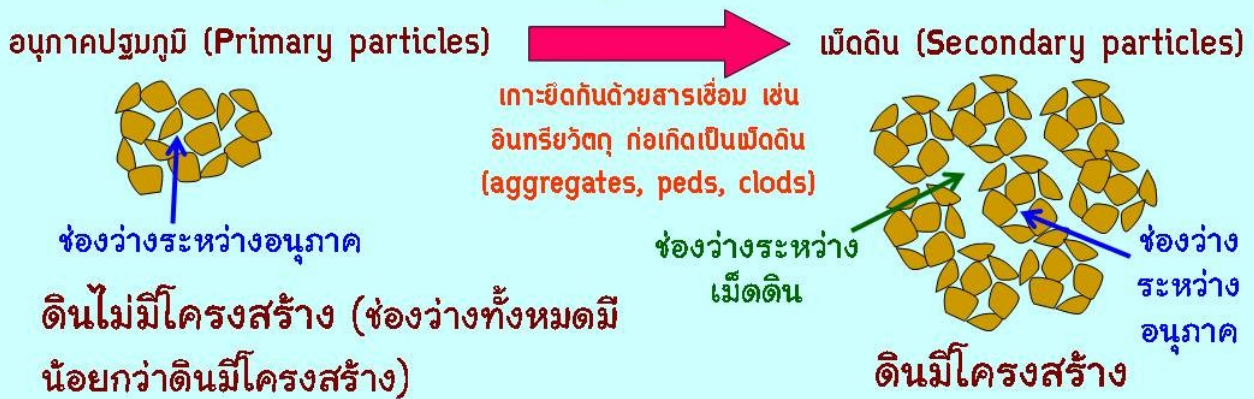 อนุภาคปฐมภูมิ (Primary particles)
เม็ดดิน (Secondary particles)
เกาะยึดกันด้วยสารเชื่อม เช่น
อินทรียวัตถุ ก่อเกิดเป็นเม็ดดิน
(aggregates, peds, clods)
ช่องว่างระหว่างอนุภาค
ดินไม่มีโครงสร้าง (ช่องว่างทั้งหมดมี
น้อยกว่าดินมีโครงสร้าง)
ช่องว่างระหว่าง
เม็ดดิน
ช่องว่าง
ระหว่าง
อนุภาค
ดินมีโครงสร้าง